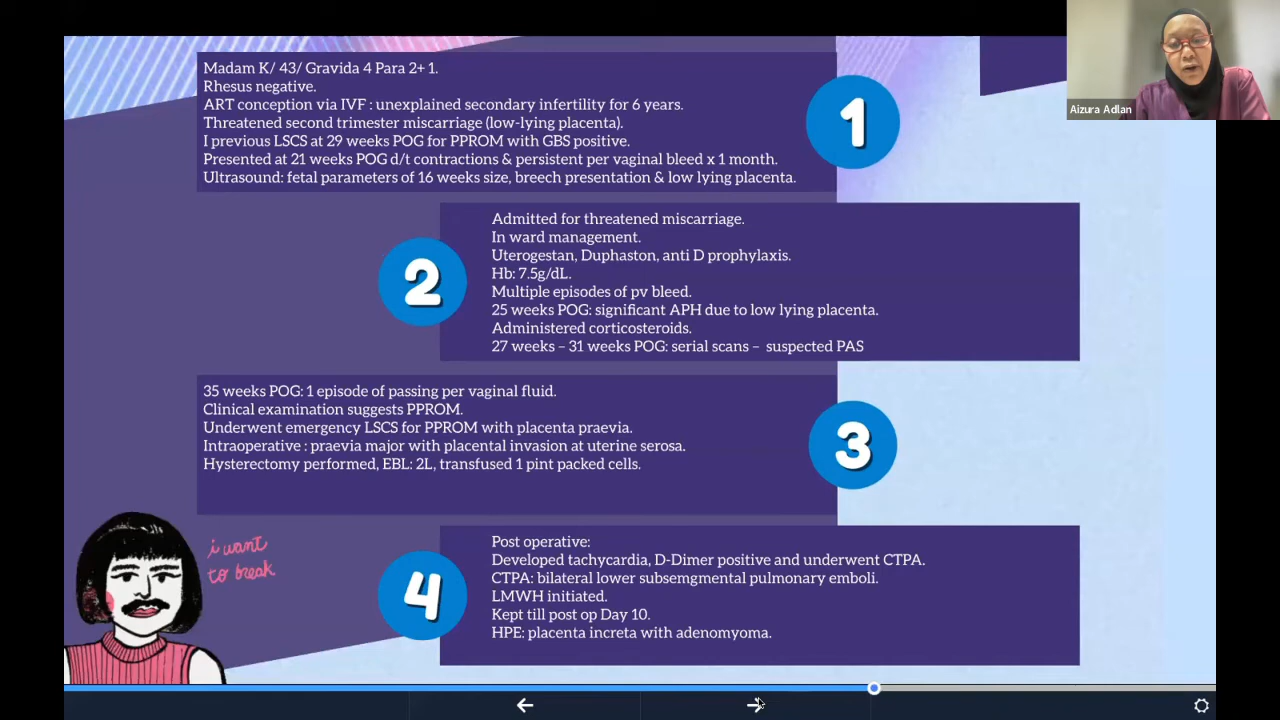 Aizura Adlan
Madam K/ 43/ Gravida 4 Para 2+1.
Rhesus negative.
ART conception via IVF : unexplained secondary infertility for 6 years.
Threatened second trimester miscarriage (low-lying placenta).
I previous LSCS at 29 weeks POG for PPROM with GBS positive.
Presented at 21 weeks POG d/t contractions & persistent per vaginal bleed x 1 month.
Ultrasound: fetal parameters of 16 weeks size, breech presentation & low lying placenta.
1
Admitted for threatened miscarriage.
In ward management.
Uterogestan, Duphaston, anti D prophylaxis.
Hb: 7.5g/dL.
Multiple episodes of pv bleed.
25 weeks POG: significant APH due to low lying placenta.
Administered corticosteroids.
27 weeks – 31 weeks POG: serial scans – suspected PAS
2
35 weeks POG: 1 episode of passing per vaginal fluid.
Clinical examination suggests PPROM.
Underwent emergency LSCS for PPROM with placenta praevia.
Intraoperative : praevia major with placental invasion at uterine serosa.
Hysterectomy performed, EBL: 2L, transfused 1 pint packed cells.
3
i want
to break
Post operative:
Developed tachycardia, D-Dimer positive and underwent CTPA.
CTPA: bilateral lower subsemgmental pulmonary emboli.
LMWH initiated.
Kept till post op Day 10.
HPE: placenta increta with adenomyoma.
4